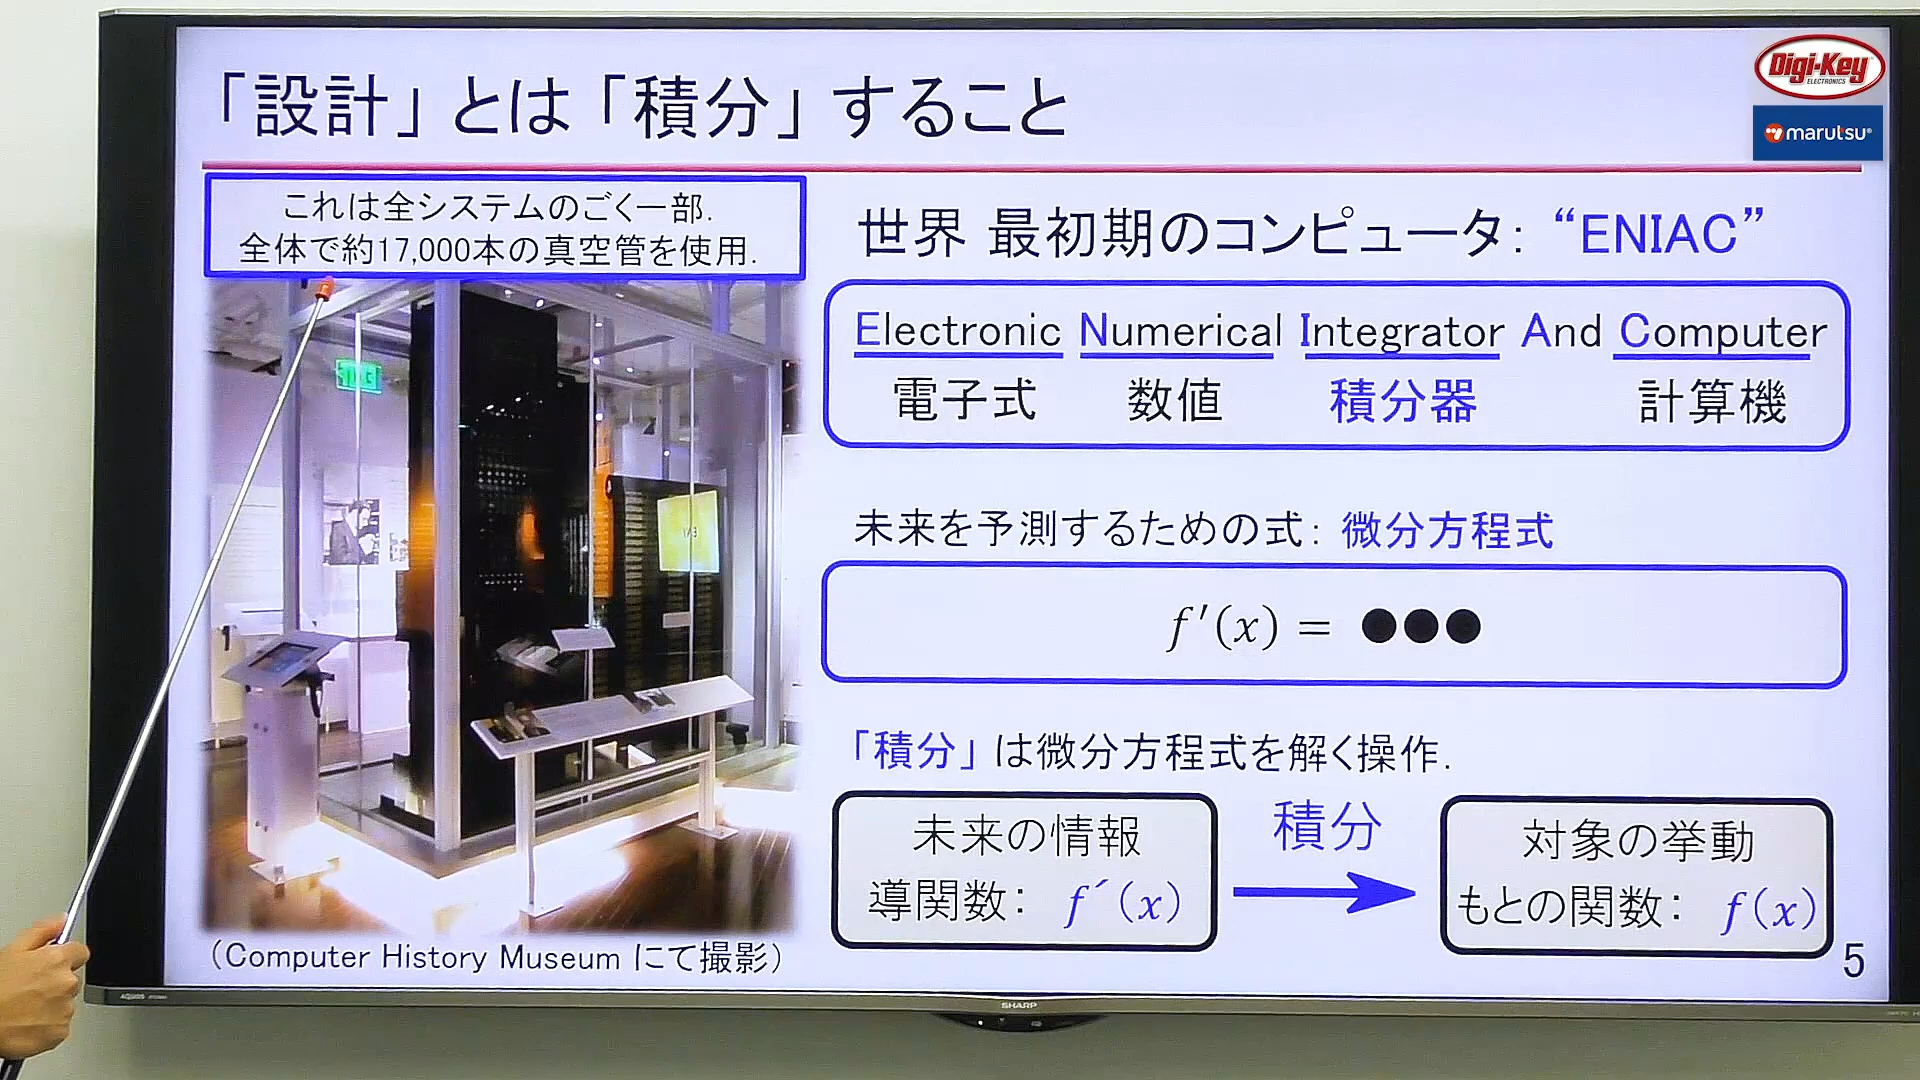 「設計」とは「積分」すること
Digi-Key
ELECTRONICS
marutsu
これは全システムのごく一部.
全体で約17,000本の真空管を使用.
世界 最初期のコンピュータ: “ENIAC”
Electronic Numerical Integrator And Computer
電子式 数値 積分器 計算機
未来を予測するための式: 微分方程式
f′(x) = ●●●
「積分」は微分方程式を解く操作.
未来の情報
導関数: f´(x)
積分
対象の挙動
もとの関数: f(x)
(Computer History Museum にて撮影)
5
AQUOS
SHARP